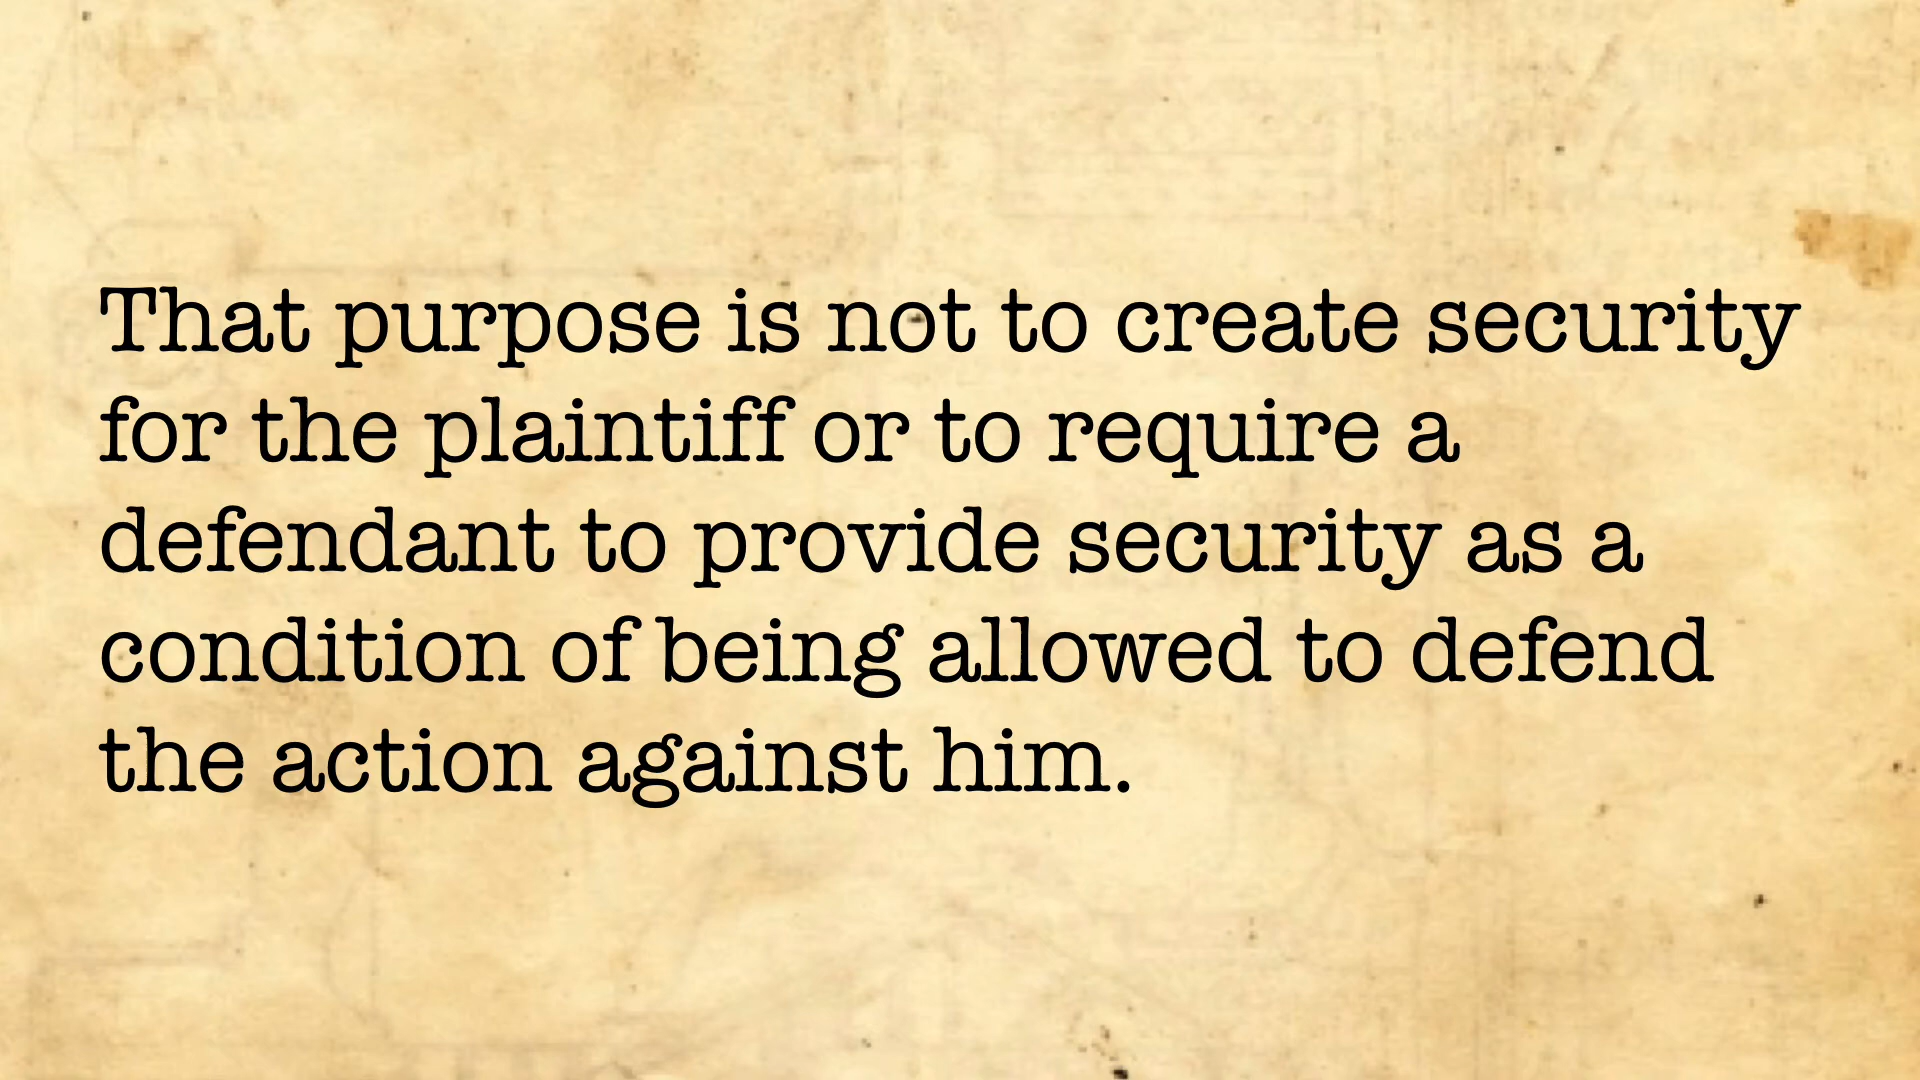 That purpose is not to create security
for the plaintiff or to require a
defendant to provide security as a
condition of being allowed to defend
the action against him.